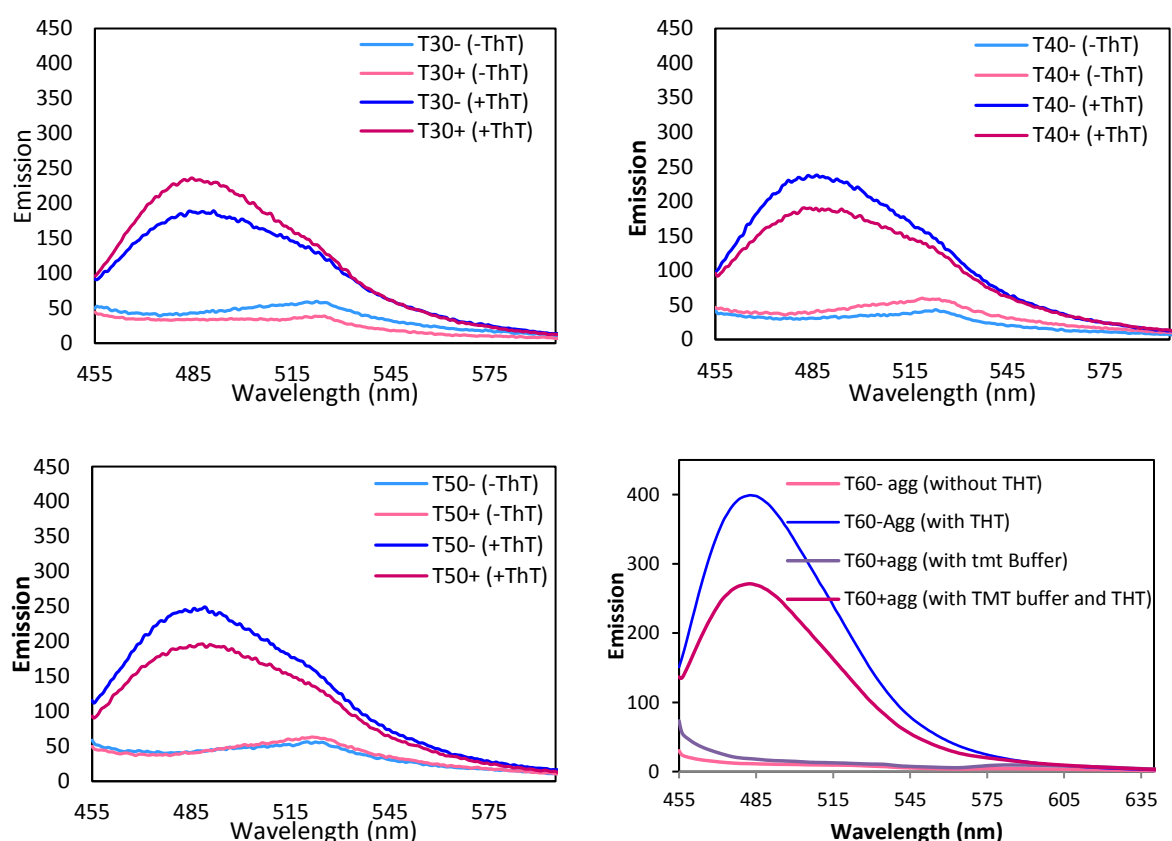 450
400
350
300
250
200
150
100
50
0
Emission
T30- (-ThT)
T30+ (-ThT)
T30- (+ThT)
T30+ (+ThT)
455 485 515 545 575
Wavelength (nm)
450
400
350
300
250
200
150
100
50
0
Emission
T40- (-ThT)
T40+ (-ThT)
T40- (+ThT)
T40+ (+ThT)
455 485 515 545 575
Wavelength (nm)
450
400
350
300
250
200
150
100
50
0
Emission
T50- (-ThT)
T50+ (-ThT)
T50- (+ThT)
T50+ (+ThT)
455 485 515 545 575
Wavelength (nm)
400
300
200
100
0
Emission
T60- agg (without THT)
T60-Agg (with THT)
T60+agg (with tmt Buffer)
T60+agg (with TMT buffer and THT)
455 485 515 545 575 605 635
Wavelength (nm)